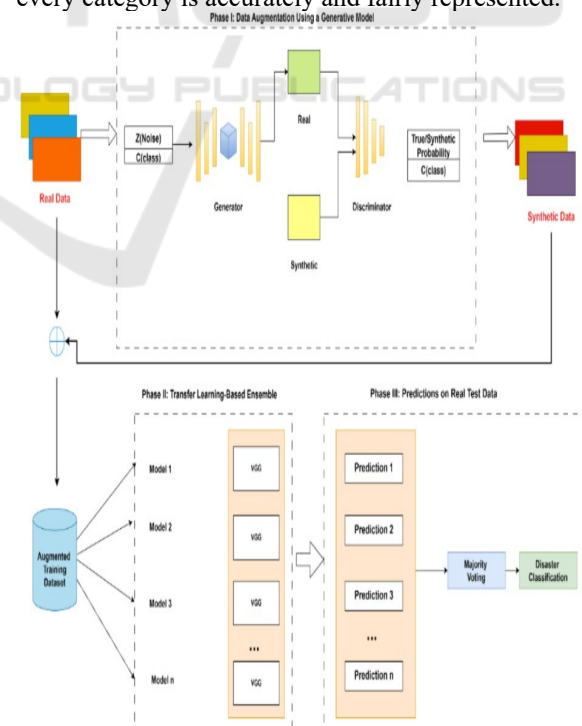 every category is accurately and fairly represented.
Phase I: Data Augmentation Using a Generative Model
OLOGY PUBLICATIONS
Real
Z(Noise)
C(class)
True/Synthetic
Probability
C(class)
Real Data
Generator
Discriminator
Synthetic Data
Synthetic
Phase II: Transfer Learning-Based Ensemble
Phase III: Predictions on Real Test Data
Model 1
VGG
Prediction 1
Model 2
VGG
Prediction 2
Augmented
Training
Dataset
Majority
Voting
Disaster
Classification
Model 3
VGG
Prediction 3
...
...
Model n
VGG
Prediction n